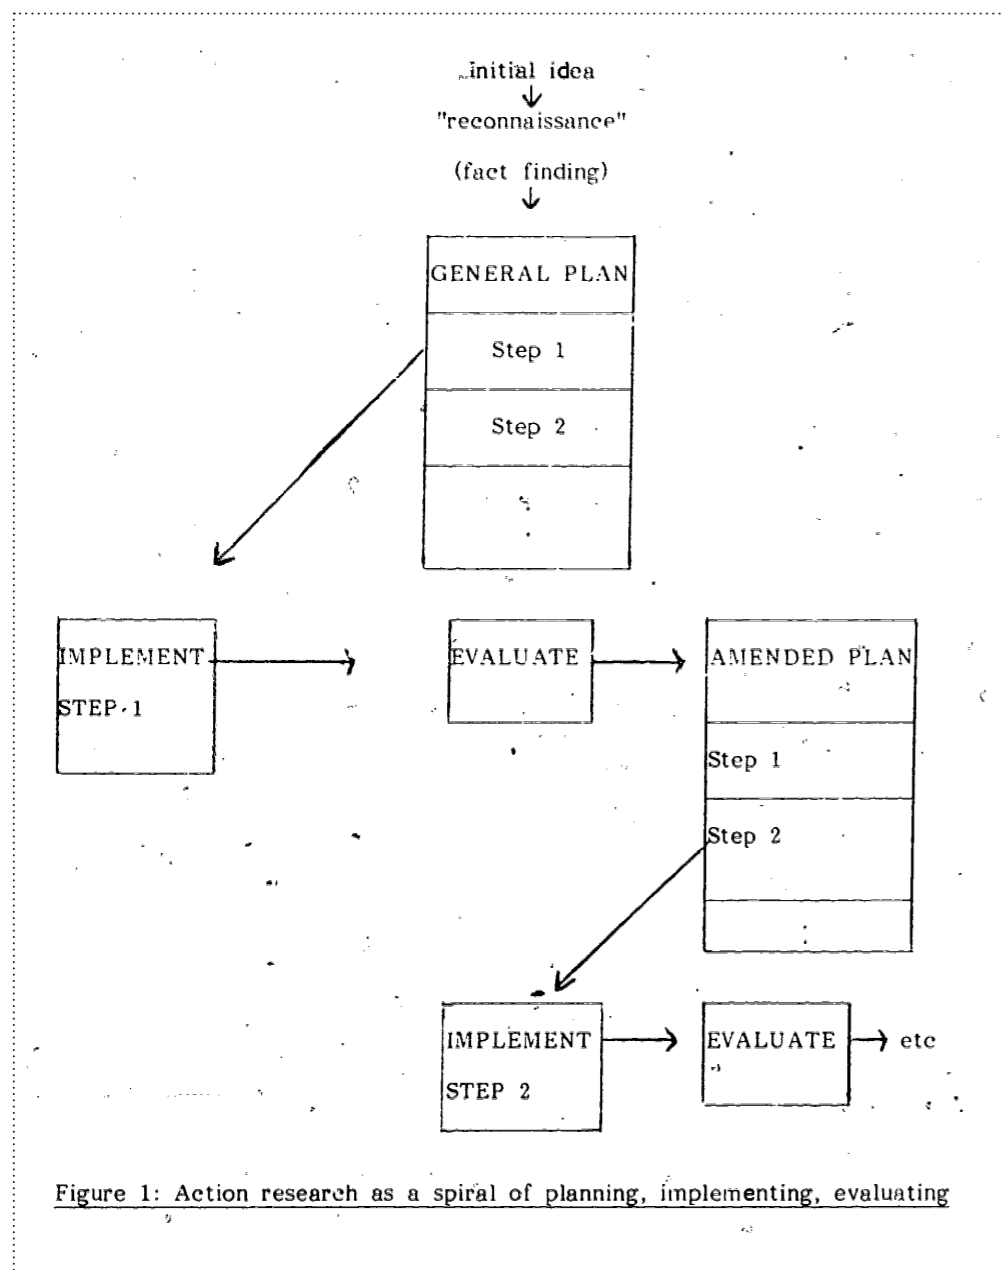 Initial idea
"reconnaissance"
(fact finding)
GENERAL PLAN
Step 1
Step 2
IMPLEMENT
STEP 1
EVALUATE
AMENDED PLAN
Step 1
Step 2
IMPLEMENT
STEP 2
EVALUATE
etc
Figure 1: Action research as a spiral of planning, implementing, evaluating